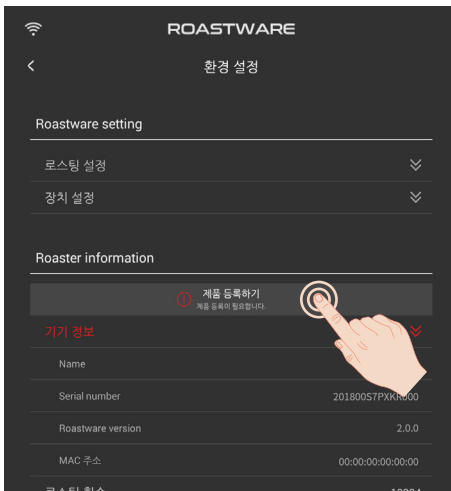 ROASTWARE
환경 설정
Roastware setting
로스팅 설정
장치 설정
Roaster information
제품 등록하기
제품 등록이 필요합니다.
기기 정보
Name
Serial number 201800S7PXKR000
Roastware version 2.0.0
MAC 주소 00:00:00:00:00:00